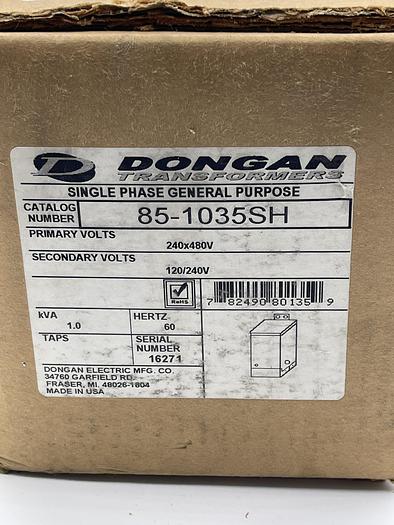 D DONGAN
TRANSFORMERS
SINGLE PHASE GENERAL PURPOSE
CATALOG NUMBER 85-1035SH
PRIMARY VOLTS
240x480V
SECONDARY VOLTS
120/240V
RoHS
7 82490 80135 9
kVA 1.0
HERTZ 60
TAPS
SERIAL NUMBER 16271
DONGAN ELECTRIC MFG. CO.
34760 GARFIELD RD.
FRASER, MI. 48026-1804
MADE IN USA